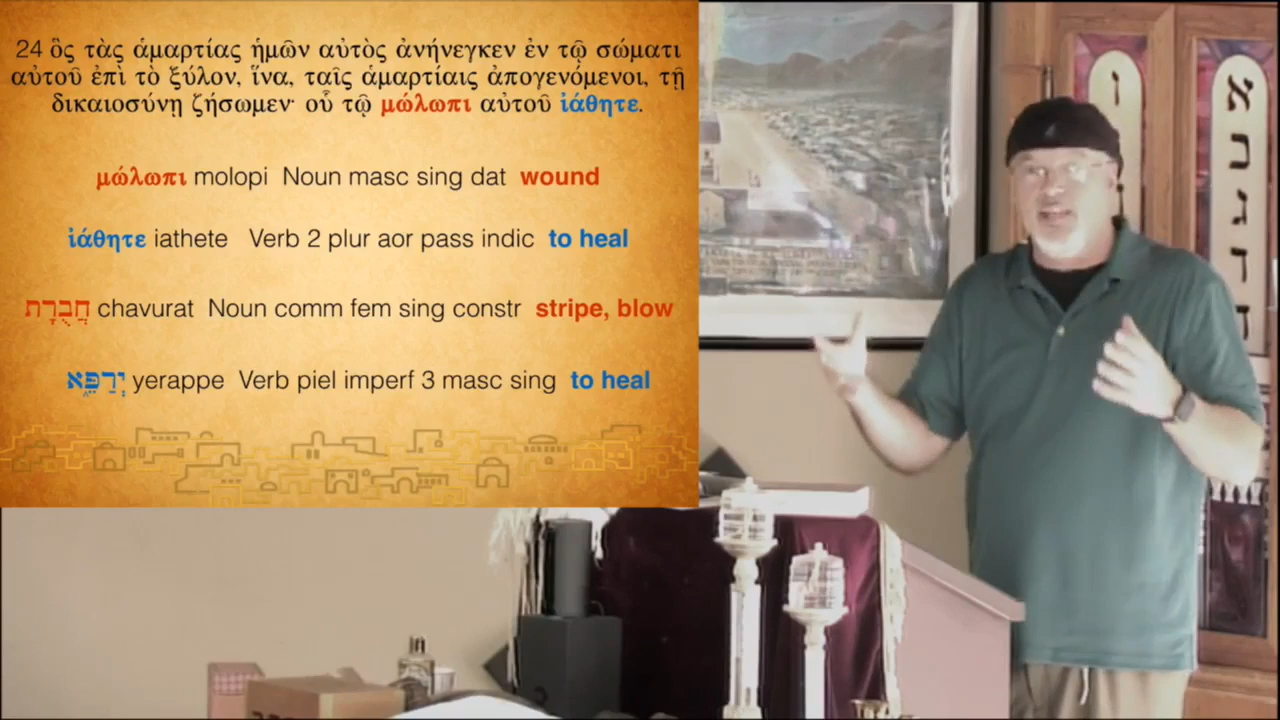 24 ὃς τὰς ἁμαρτίας ἡμῶν αὐτὸς ἀνήνεγκεν ἐν τῷ σώματι
αὐτοῦ ἐπὶ τὸ ξύλον, ἵνα, ταῖς ἁμαρτίαις ἀπογενόμενοι, τῇ
δικαιοσύνῃ ζήσωμεν· οὗ τῷ μώλωπι αὐτοῦ ἰάθητε.
μώλωπι molopi Noun masc sing dat wound
ἰάθητε iathete Verb 2 plur aor pass indic to heal
חֲבֻרָת chavurat Noun comm fem sing constr stripe, blow
יְרַפֵּ֑א yerappe Verb piel imperf 3 masc sing to heal
א
ב
ג
ד
ה
ו